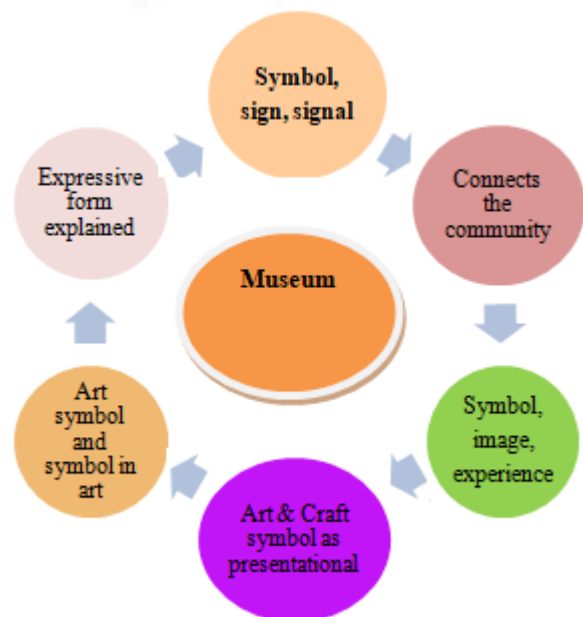 Symbol,
sign, signal
Connects
the
community
Symbol,
image,
experience
Art & Craft
symbol as
presentational
Art
symbol
and
symbol in
art
Expressive
form
explained
Museum